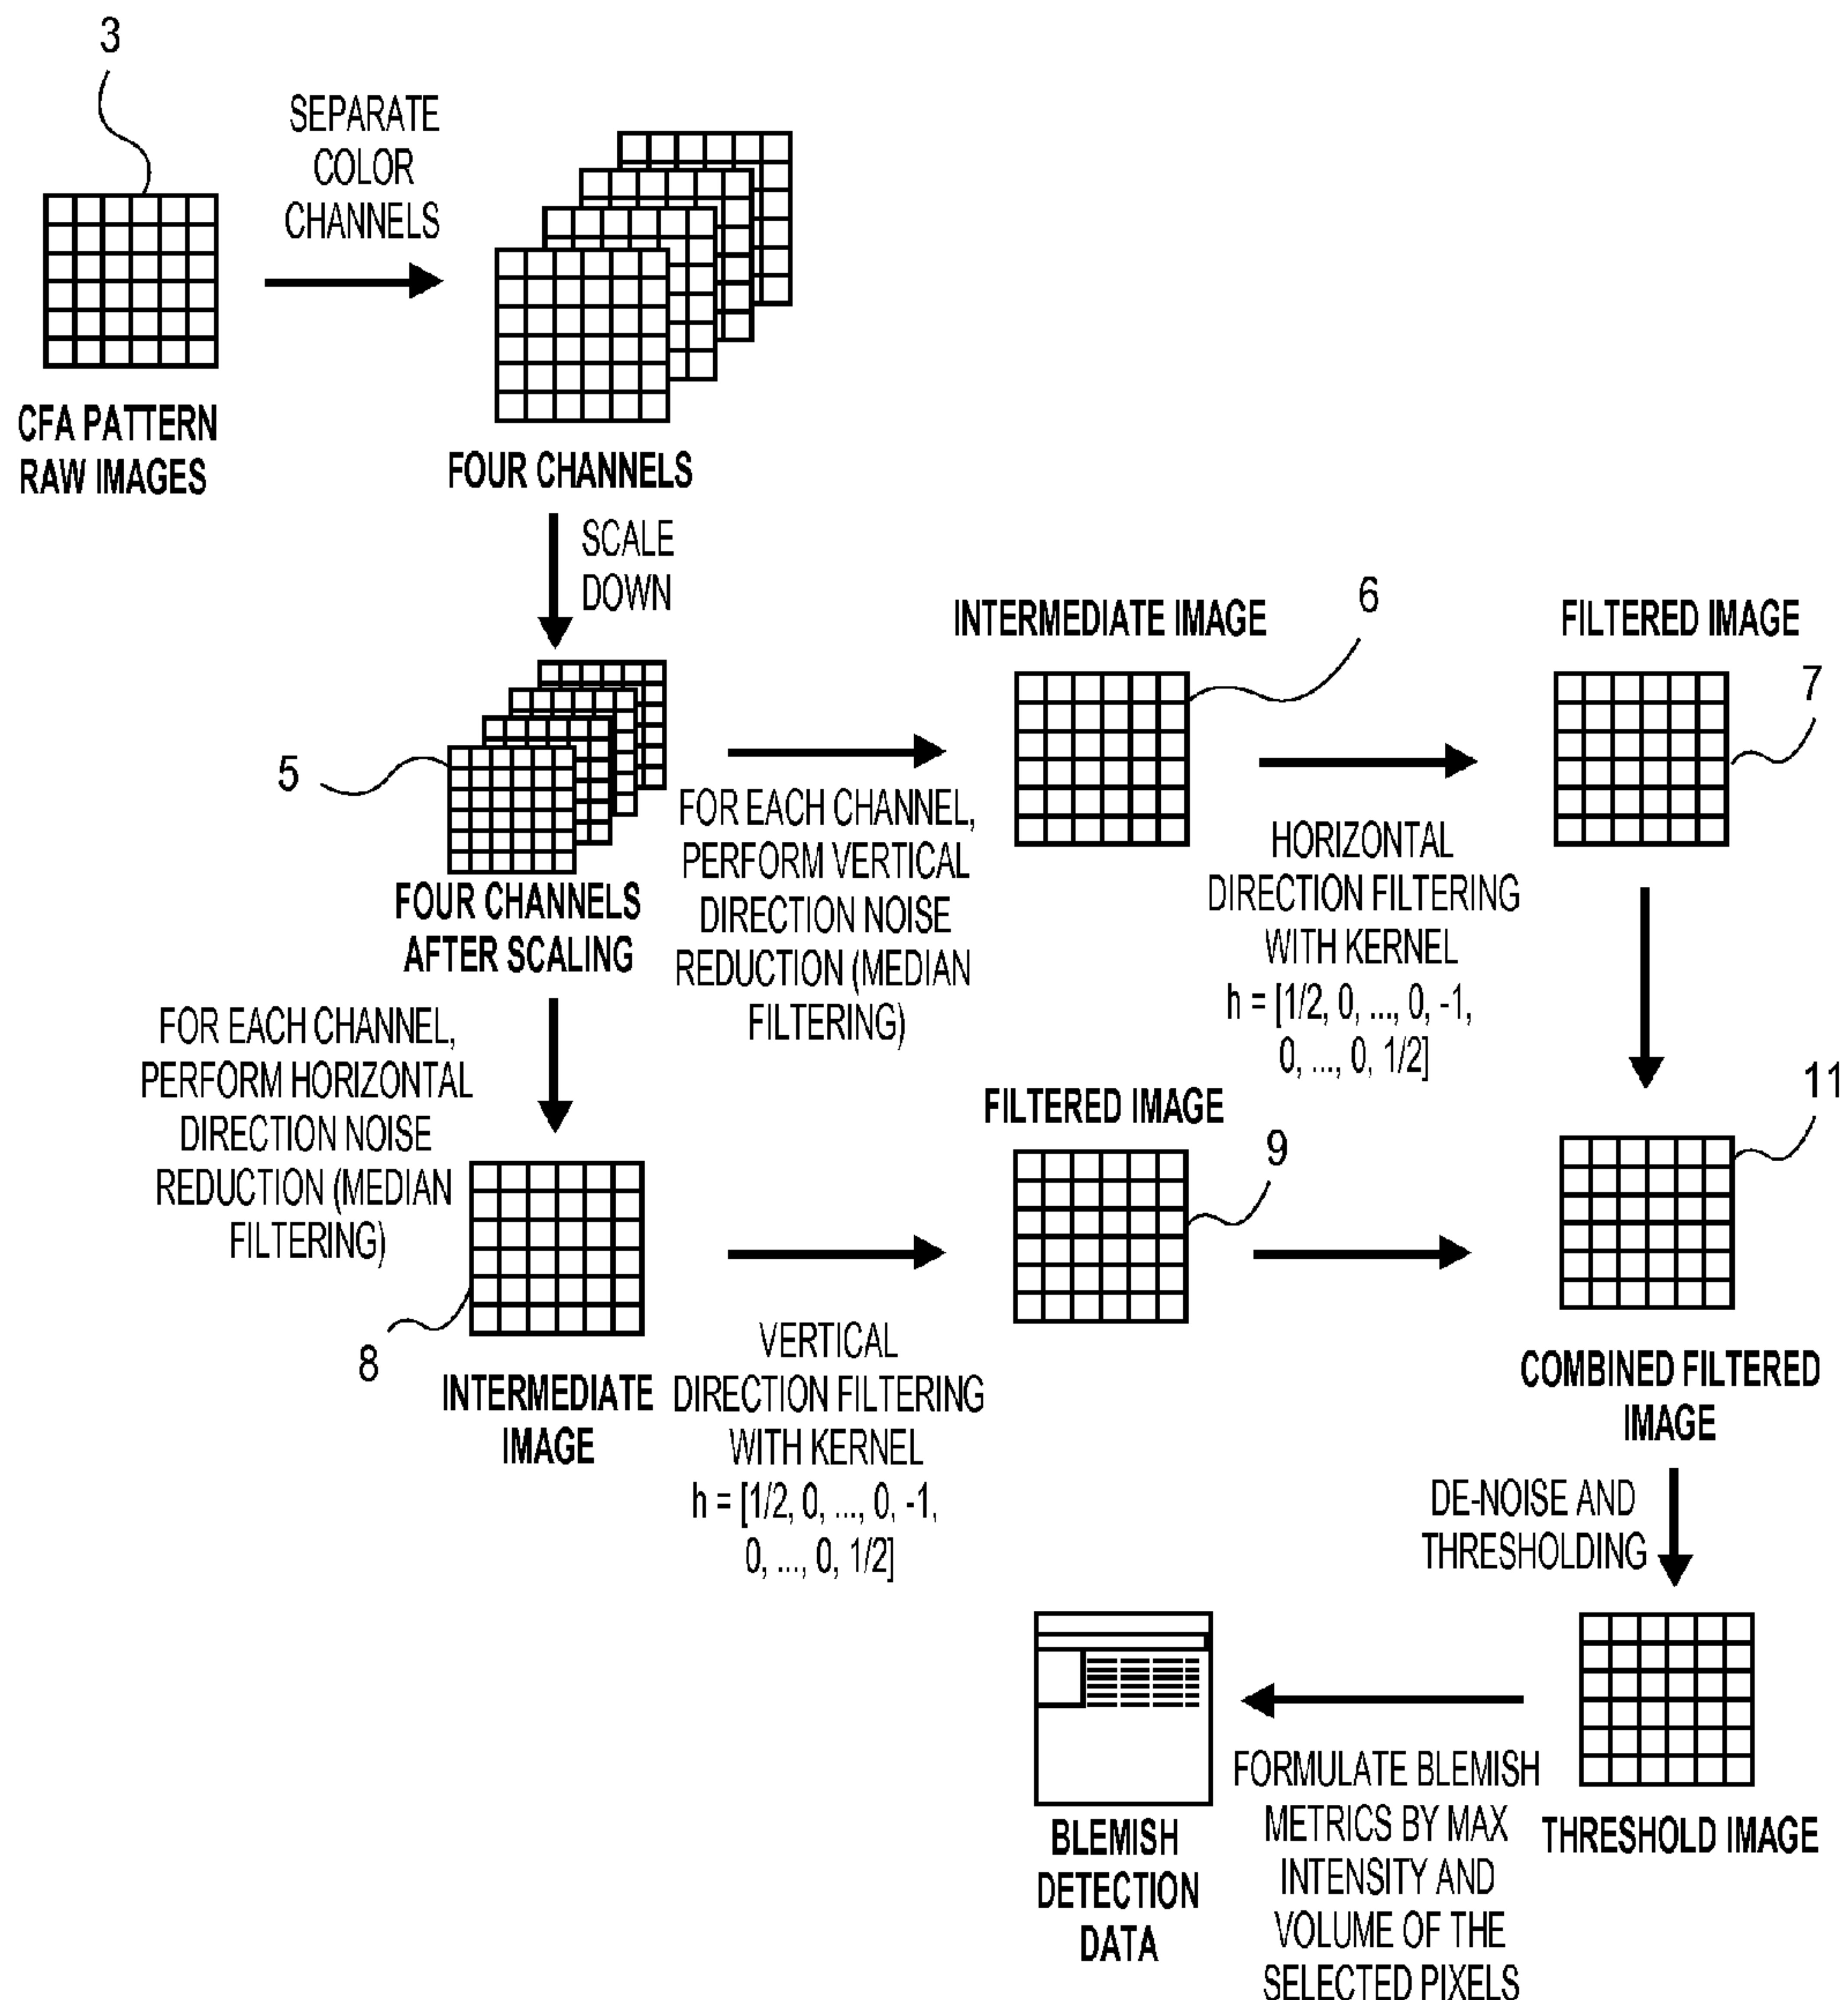 3
SEPARATE
COLOR
CHANNELS
CFA PATTERN
RAW IMAGES
FOUR CHANNELS
SCALE
DOWN
INTERMEDIATE IMAGE
6
FILTERED IMAGE
7
5
FOUR CHANNELS
AFTER SCALING
FOR EACH CHANNEL,
PERFORM VERTICAL
DIRECTION NOISE
REDUCTION (MEDIAN
FILTERING)
HORIZONTAL
DIRECTION FILTERING
WITH KERNEL
h = [1/2, 0, ..., 0, -1,
0, ..., 0, 1/2]
FOR EACH CHANNEL,
PERFORM HORIZONTAL
DIRECTION NOISE
REDUCTION (MEDIAN
FILTERING)
8
INTERMEDIATE
IMAGE
VERTICAL
DIRECTION FILTERING
WITH KERNEL
h = [1/2, 0, ..., 0, -1,
0, ..., 0, 1/2]
FILTERED IMAGE
9
11
COMBINED FILTERED
IMAGE
DE-NOISE AND
THRESHOLDING
THRESHOLD IMAGE
FORMULATE BLEMISH
METRICS BY MAX
INTENSITY AND
VOLUME OF THE
SELECTED PIXELS
BLEMISH
DETECTION
DATA